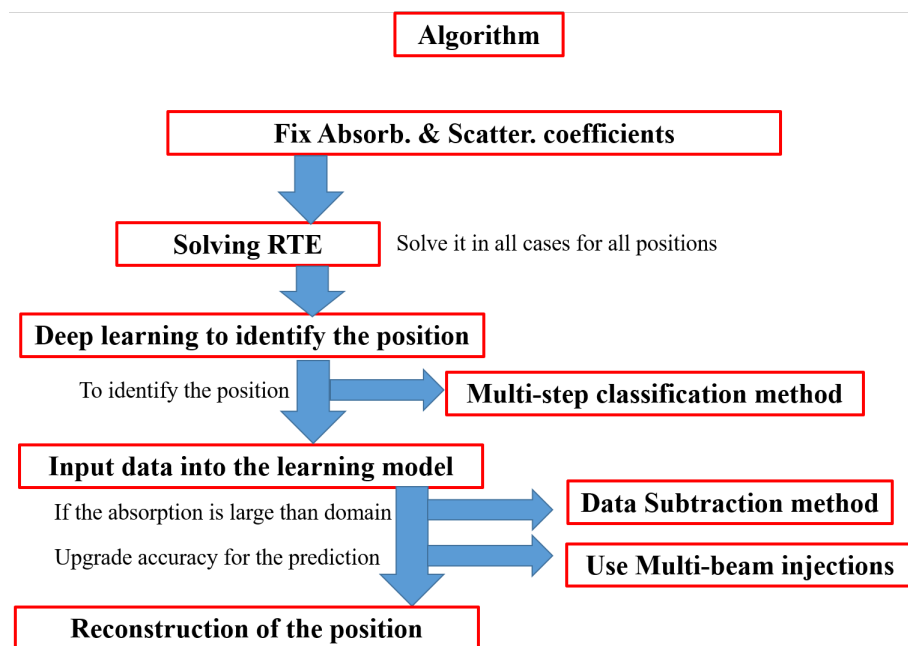 Algorithm
Fix Absorb. & Scatter. coefficients
Solving RTE
Solve it in all cases for all positions
Deep learning to identify the position
To identify the position
Multi-step classification method
Input data into the learning model
If the absorption is large than domain
Data Subtraction method
Upgrade accuracy for the prediction
Use Multi-beam injections
Reconstruction of the position